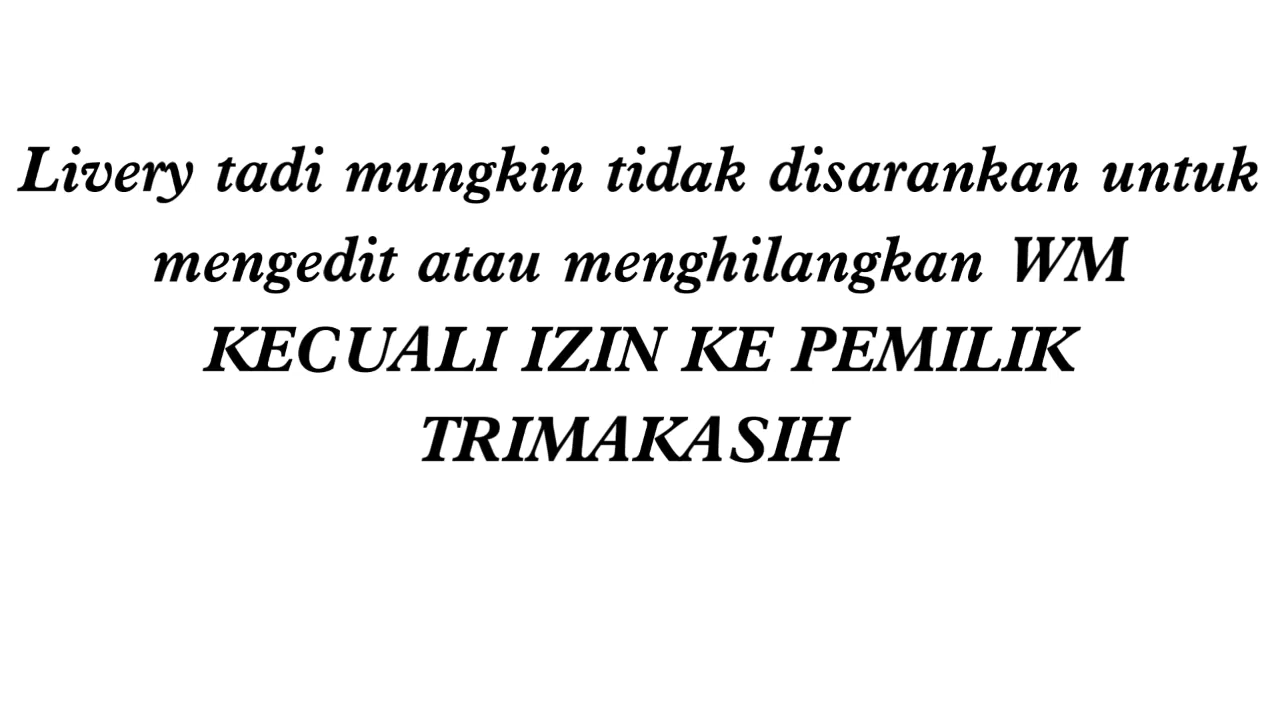 Livery tadi mungkin tidak disarankan untuk
mengedit atau menghilangkan WM
KECUALI IZIN KE PEMILIK
TRIMAKASIH